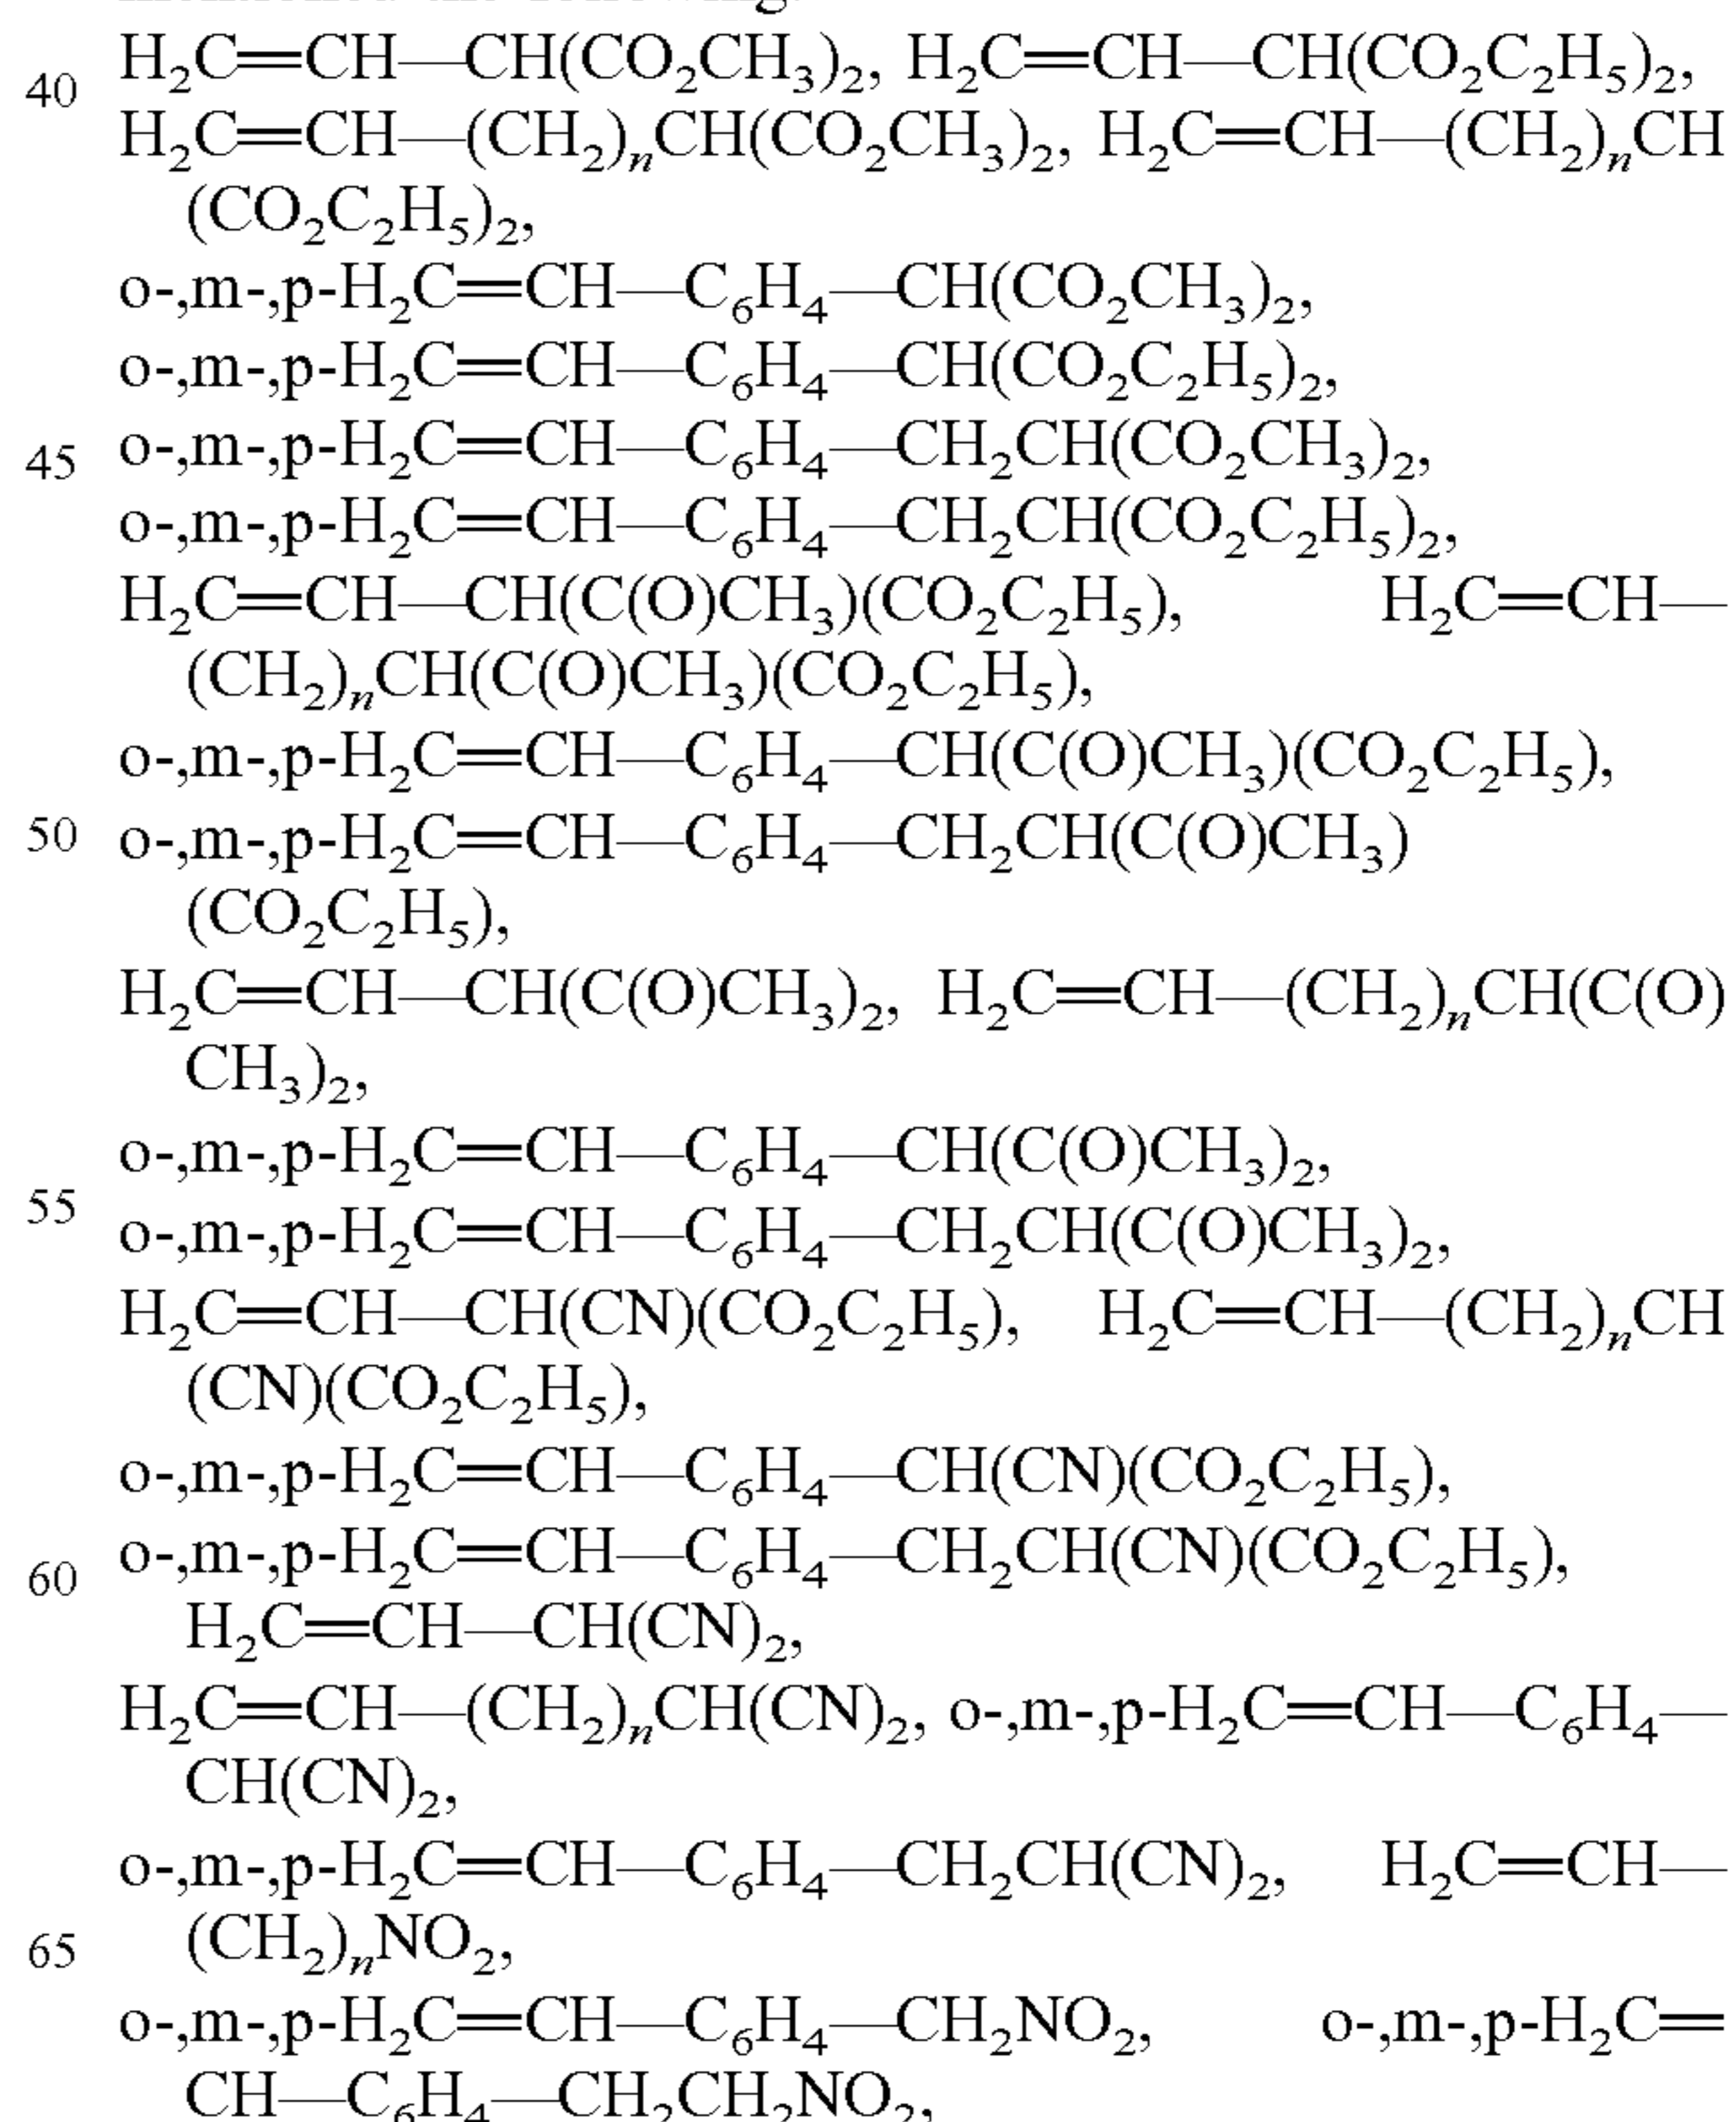 40 H₂C=CH—CH(CO₂CH₃)₂, H₂C=CH—CH(CO₂C₂H₅)₂,
H₂C=CH—(CH₂)ₙCH(CO₂CH₃)₂, H₂C=CH—(CH₂)ₙCH
(CO₂C₂H₅)₂,
o-,m-,p-H₂C=CH—C₆H₄—CH(CO₂CH₃)₂,
o-,m-,p-H₂C=CH—C₆H₄—CH(CO₂C₂H₅)₂,
45 o-,m-,p-H₂C=CH—C₆H₄—CH₂CH(CO₂CH₃)₂,
o-,m-,p-H₂C=CH—C₆H₄—CH₂CH(CO₂C₂H₅)₂,
H₂C=CH—CH(C(O)CH₃)(CO₂C₂H₅), H₂C=CH—
(CH₂)ₙCH(C(O)CH₃)(CO₂C₂H₅),
o-,m-,p-H₂C=CH—C₆H₄—CH(C(O)CH₃)(CO₂C₂H₅),
50 o-,m-,p-H₂C=CH—C₆H₄—CH₂CH(C(O)CH₃)
(CO₂C₂H₅),
H₂C=CH—CH(C(O)CH₃)₂, H₂C=CH—(CH₂)ₙCH(C(O)
CH₃)₂,
o-,m-,p-H₂C=CH—C₆H₄—CH(C(O)CH₃)₂,
55 o-,m-,p-H₂C=CH—C₆H₄—CH₂CH(C(O)CH₃)₂,
H₂C=CH—CH(CN)(CO₂C₂H₅), H₂C=CH—(CH₂)ₙCH
(CN)(CO₂C₂H₅),
o-,m-,p-H₂C=CH—C₆H₄—CH(CN)(CO₂C₂H₅),
60 o-,m-,p-H₂C=CH—C₆H₄—CH₂CH(CN)(CO₂C₂H₅),
H₂C=CH—CH(CN)₂,
H₂C=CH—(CH₂)ₙCH(CN)₂, o-,m-,p-H₂C=CH—C₆H₄—
CH(CN)₂,
o-,m-,p-H₂C=CH—C₆H₄—CH₂CH(CN)₂, H₂C=CH—
65 (CH₂)ₙNO₂,
o-,m-,p-H₂C=CH—C₆H₄—CH₂NO₂, o-,m-,p-H₂C=
CH—C₆H₄—CH₂CH₂NO₂,